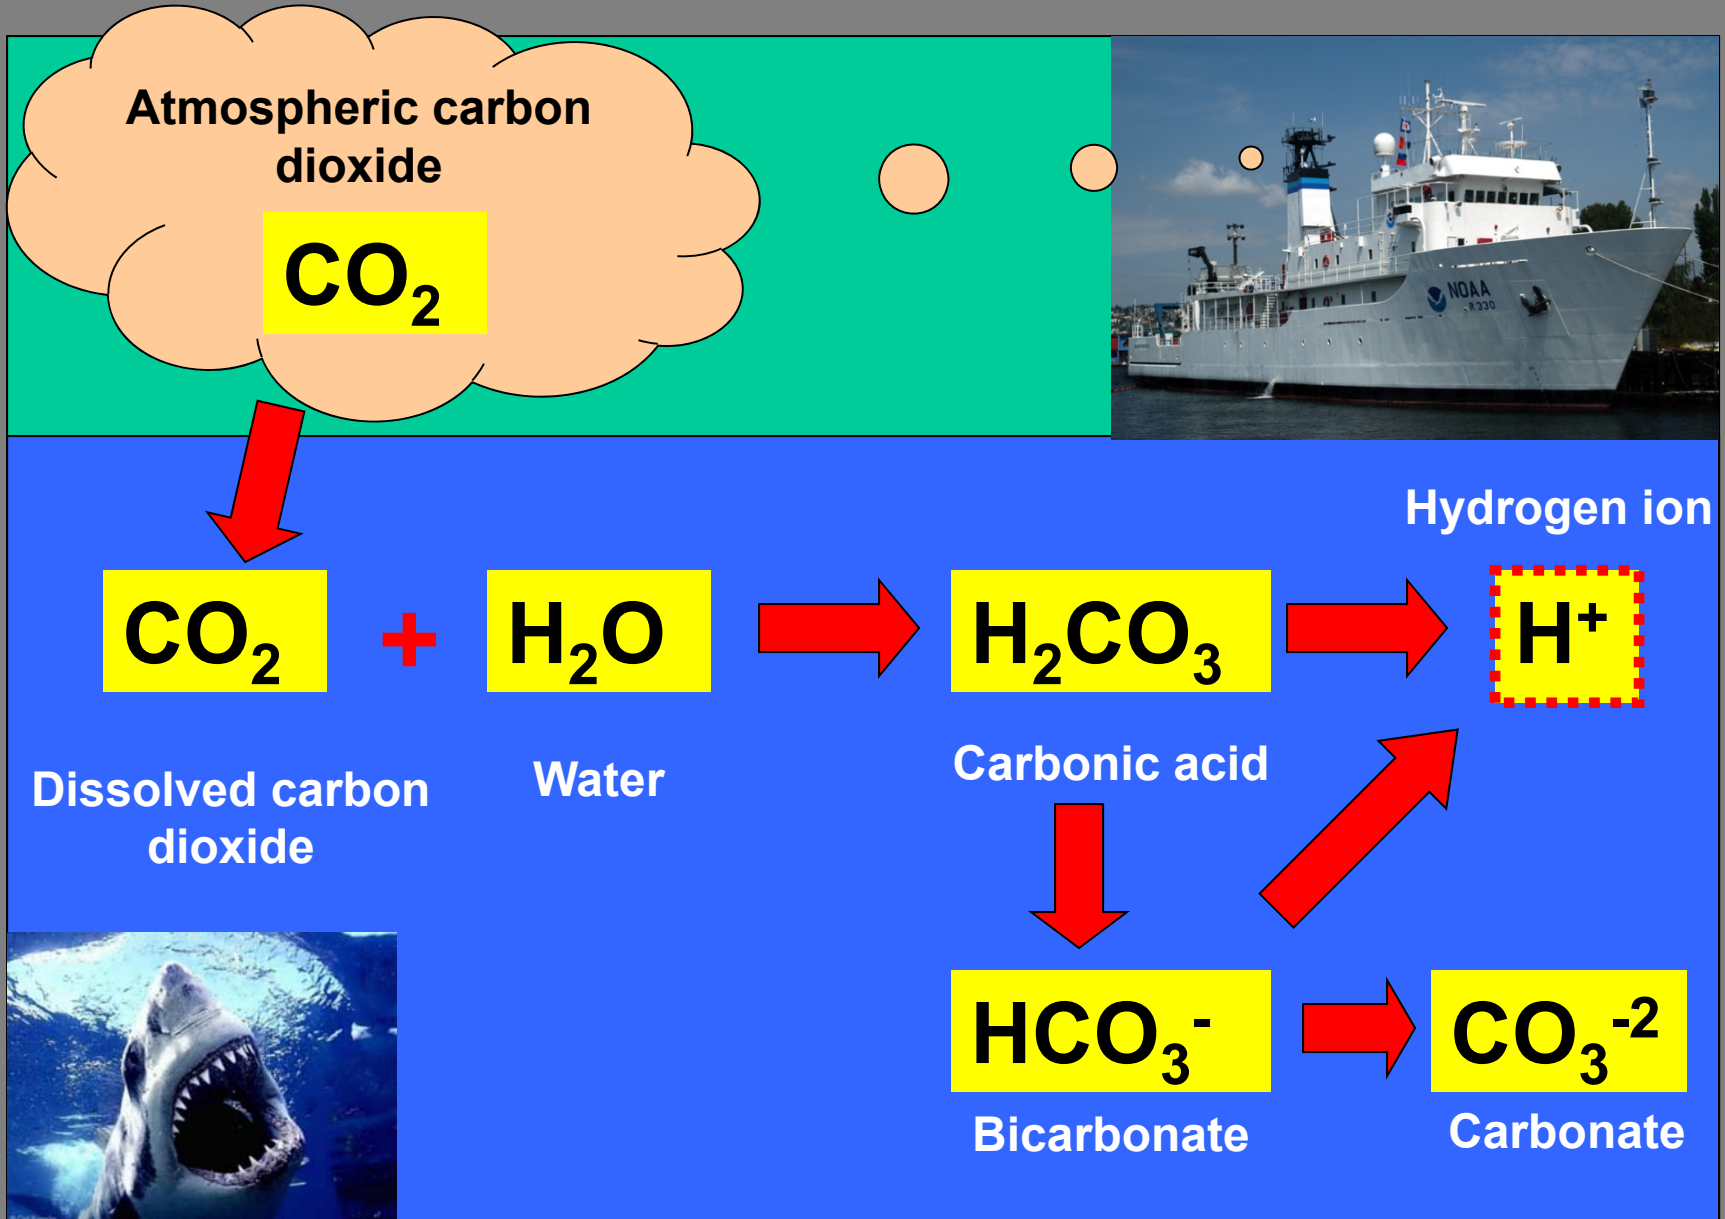 Atmospheric carbon
dioxide
CO₂
NOAA
R 330
Hydrogen ion
CO₂ + H₂O H₂CO₃ H⁺
Dissolved carbon
dioxide
Water
Carbonic acid
HCO₃⁻ CO₃⁻²
Bicarbonate
Carbonate